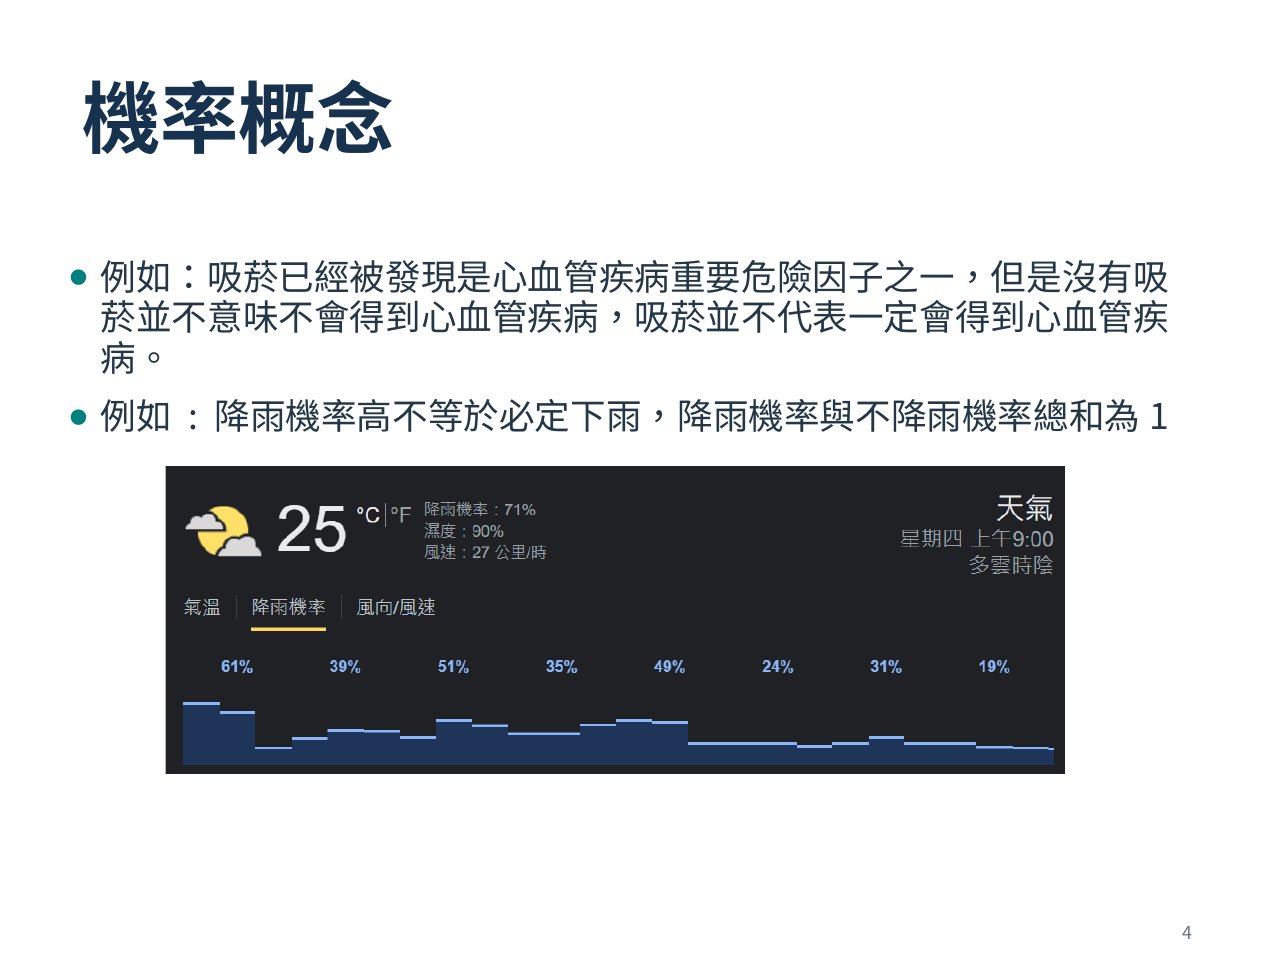 機率概念
例如：吸菸已經被發現是心血管疾病重要危險因子之一，但是沒有吸
菸並不意味不會得到心血管疾病，吸菸並不代表一定會得到心血管疾
病。
例如 : 降雨機率高不等於必定下雨，降雨機率與不降雨機率總和為 1
25 °C|°F
降雨機率：71%
濕度：90%
風速：27 公里/時
天氣
星期四 上午9:00
多雲時陰
氣溫 降雨機率 風向/風速
61% 39% 51% 35% 49% 24% 31% 19%
4